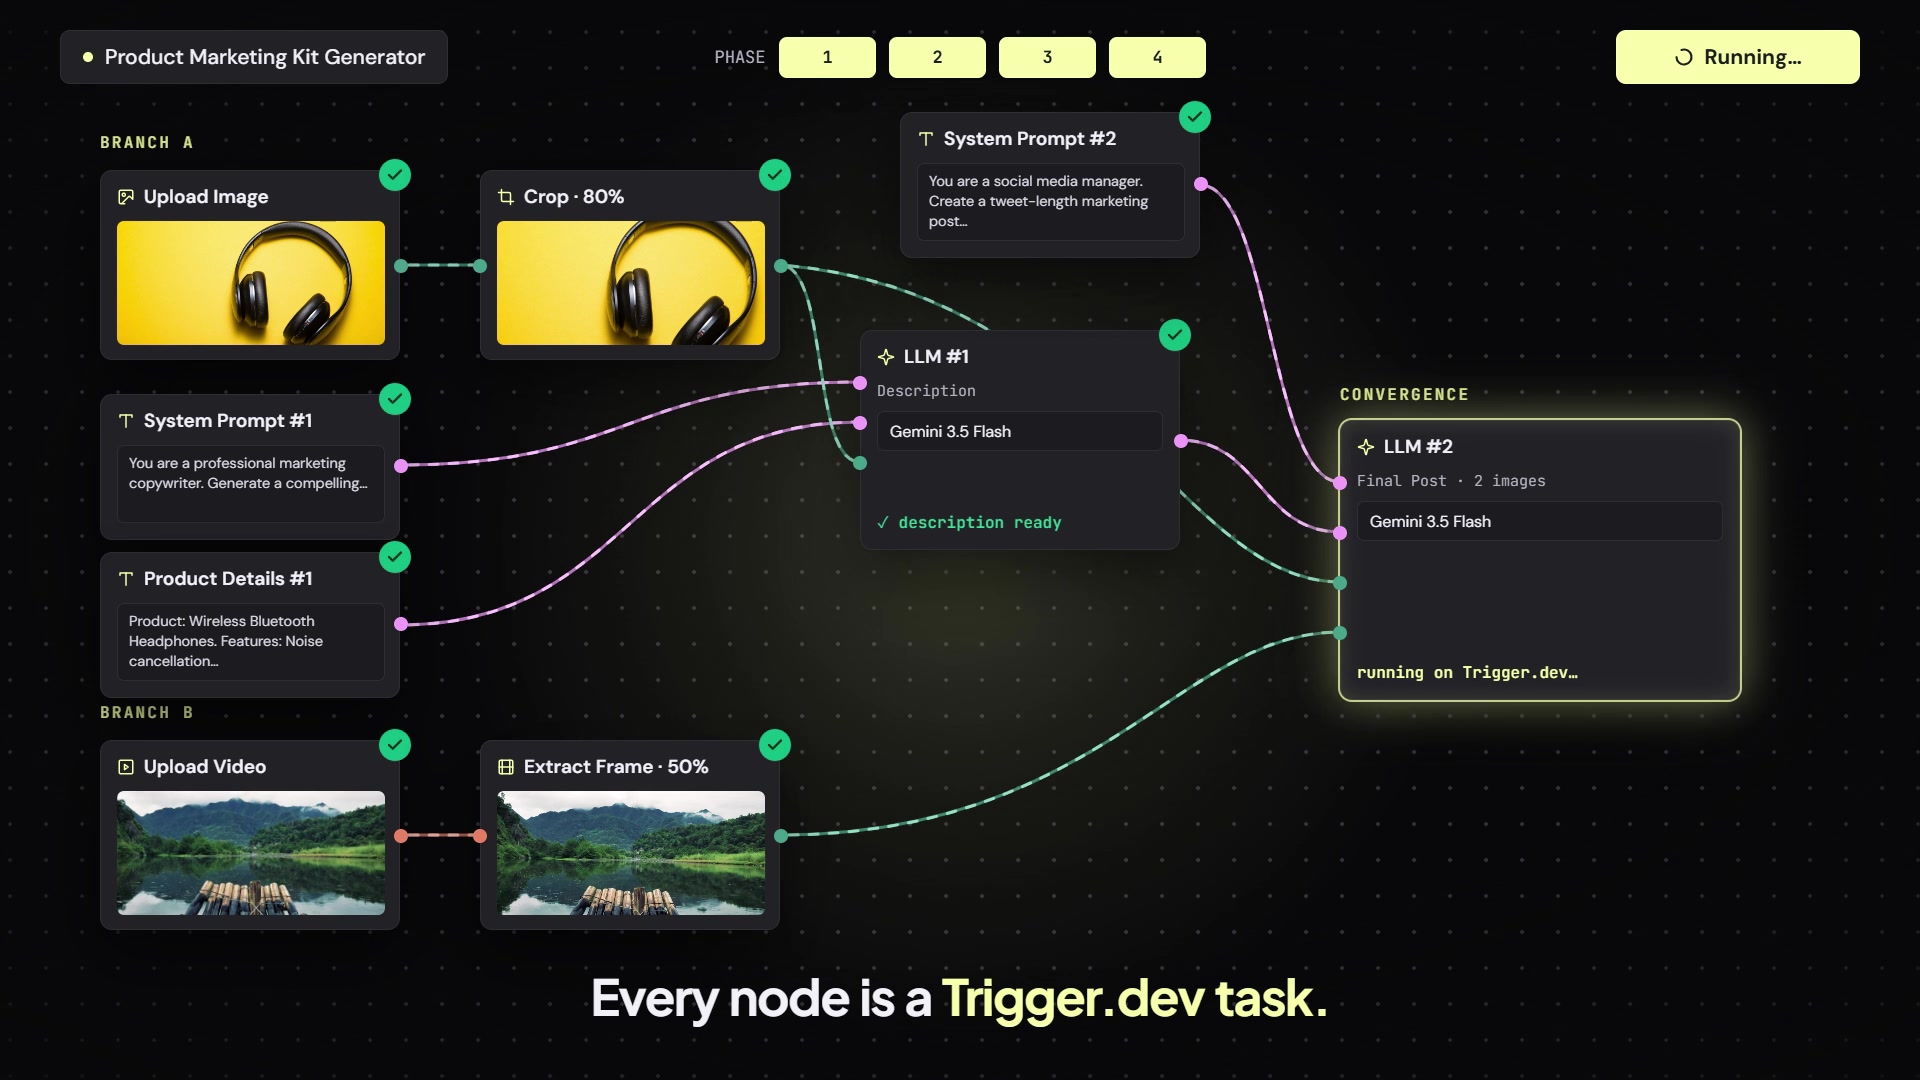 Product Marketing Kit Generator
PHASE 1 2 3 4
Running…
BRANCH A
Upload Image
Crop · 80%
System Prompt #2
You are a social media manager.
Create a tweet-length marketing
post…
System Prompt #1
You are a professional marketing
copywriter. Generate a compelling…
LLM #1
Description
Gemini 3.5 Flash
✓ description ready
Product Details #1
Product: Wireless Bluetooth
Headphones. Features: Noise
cancellation…
CONVERGENCE
LLM #2
Final Post · 2 images
Gemini 3.5 Flash
running on Trigger.dev…
BRANCH B
Upload Video
Extract Frame · 50%
Every node is a Trigger.dev task.